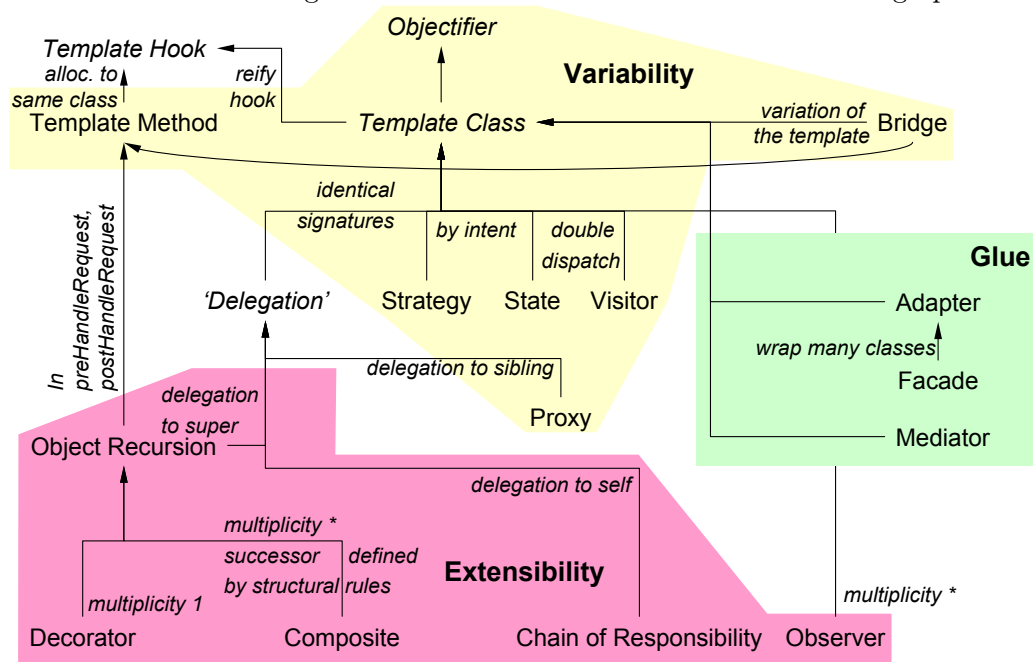 Objectifier
Template Hook
Variability
alloc. to
same class
reify
hook
Template Method
Template Class
variation of
the template
Bridge
identical
signatures
by intent
double
dispatch
In
preHandleRequest,
postHandleRequest
Glue
'Delegation'
Strategy
State
Visitor
Adapter
wrap many classes
delegation to sibling
Facade
delegation
to super
Proxy
Object Recursion
Mediator
delegation to self
multiplicity *
successor
defined
by structural rules
Extensibility
multiplicity 1
multiplicity *
Decorator
Composite
Chain of Responsibility
Observer